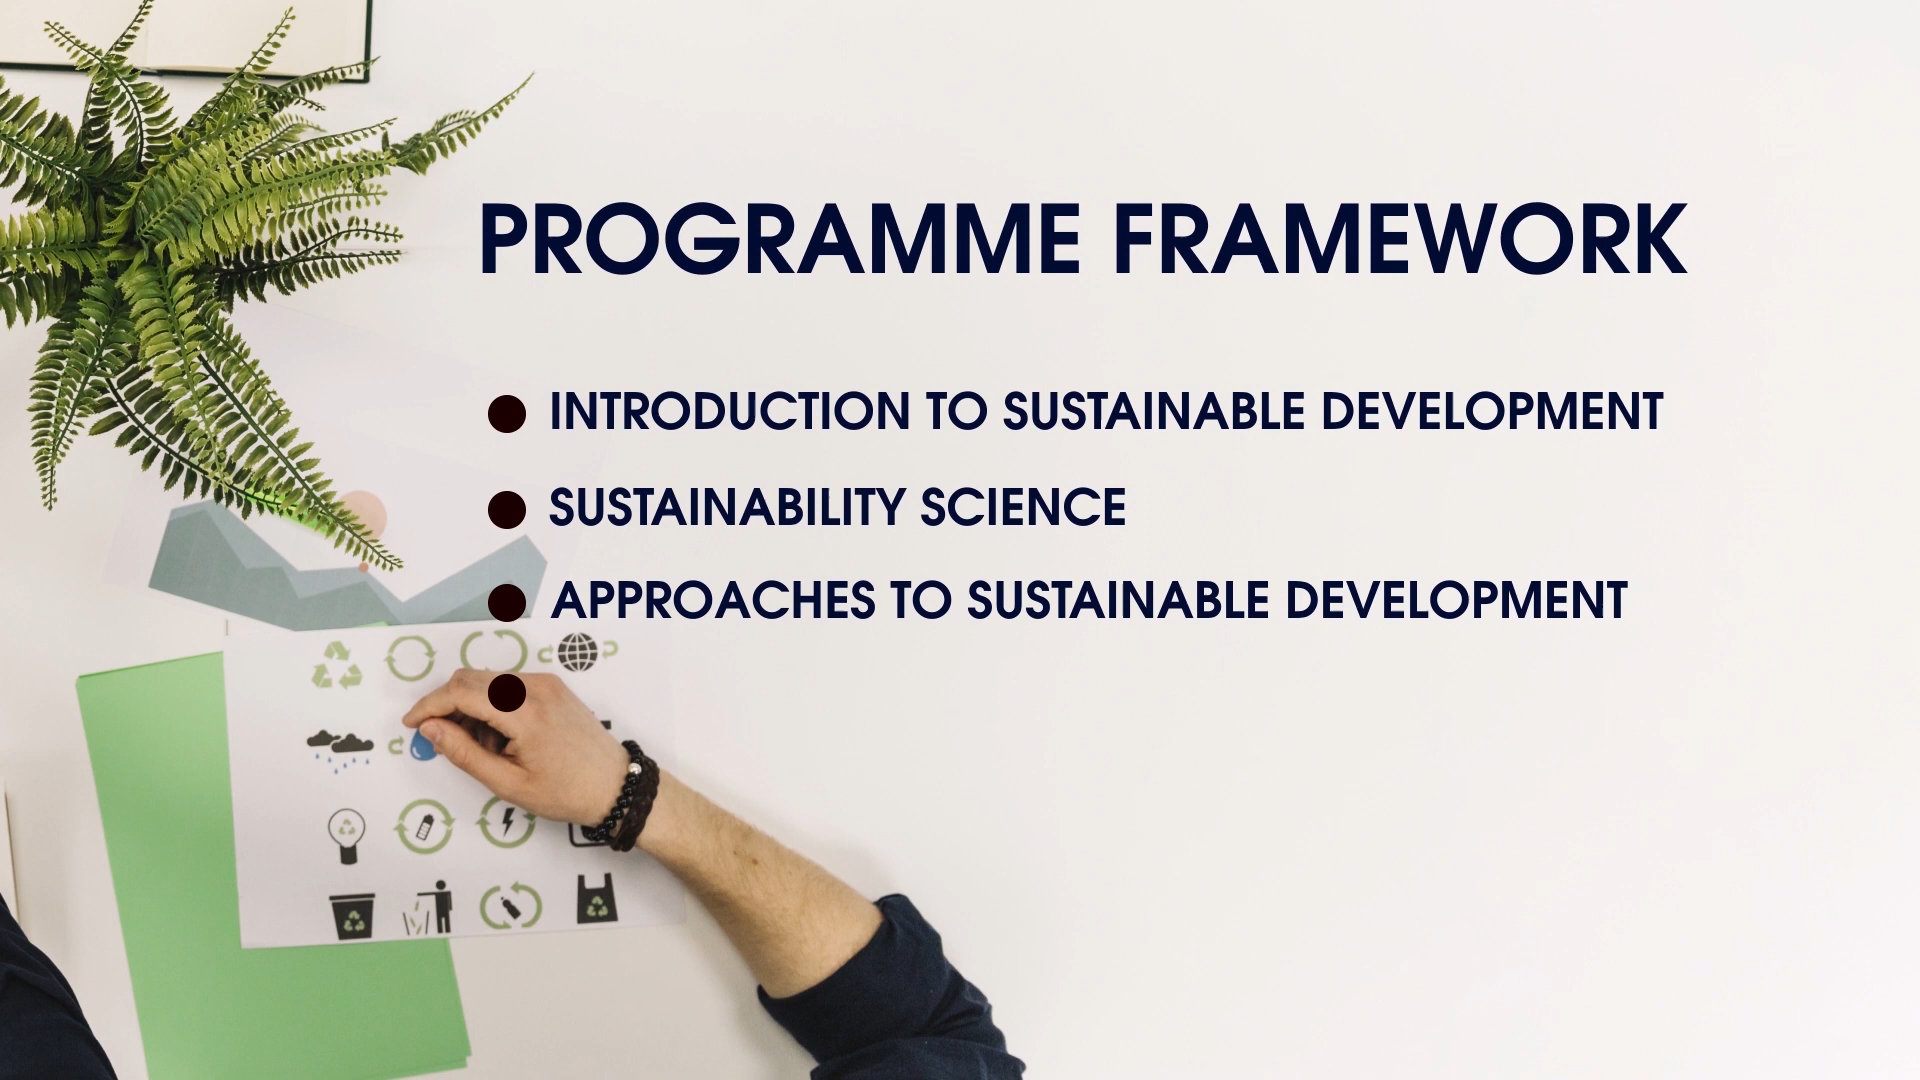 PROGRAMME FRAMEWORK
● INTRODUCTION TO SUSTAINABLE DEVELOPMENT
● SUSTAINABILITY SCIENCE
● APPROACHES TO SUSTAINABLE DEVELOPMENT
●